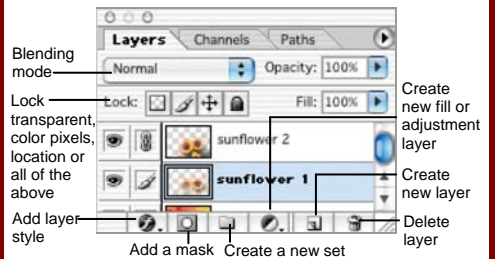 Layers Channels Paths
Blending
mode
Normal Opacity: 100%
Lock
transparent,
color pixels,
location or
all of the
above
Lock: Fill: 100%
Create
new fill or
adjustment
layer
sunflower 2
sunflower 1
Create
new layer
Add layer
style
Delete
layer
Add a mask Create a new set